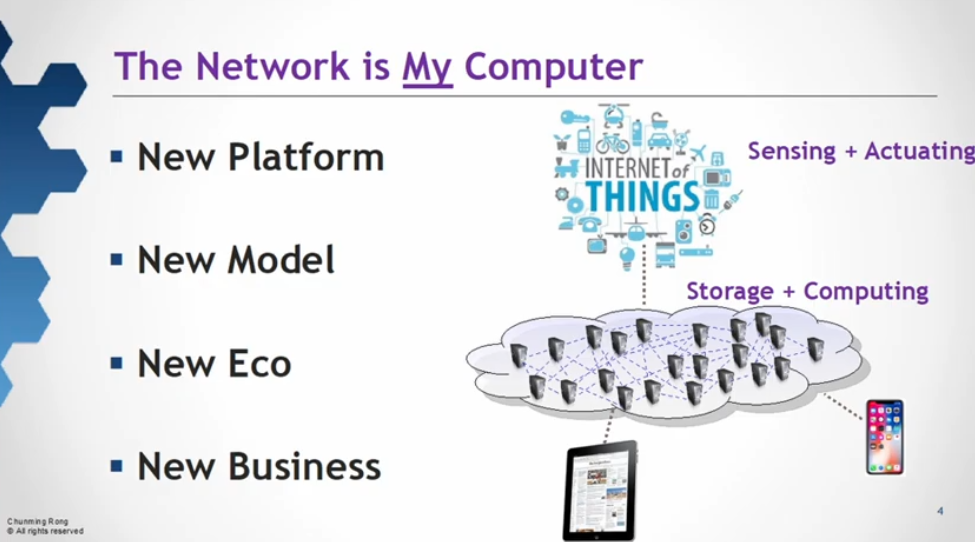 The Network is My Computer
New Platform
New Model
New Eco
New Business
INTERNET of
THINGS
Sensing + Actuating
Storage + Computing
Chunming Rong
© All rights reserved
4